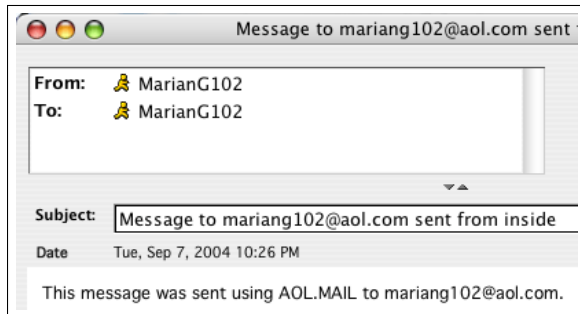 Message to mariang102@aol.com sent
From: MarianG102
To: MarianG102
Subject: Message to mariang102@aol.com sent from inside
Date Tue, Sep 7, 2004 10:26 PM
This message was sent using AOL.MAIL to mariang102@aol.com.